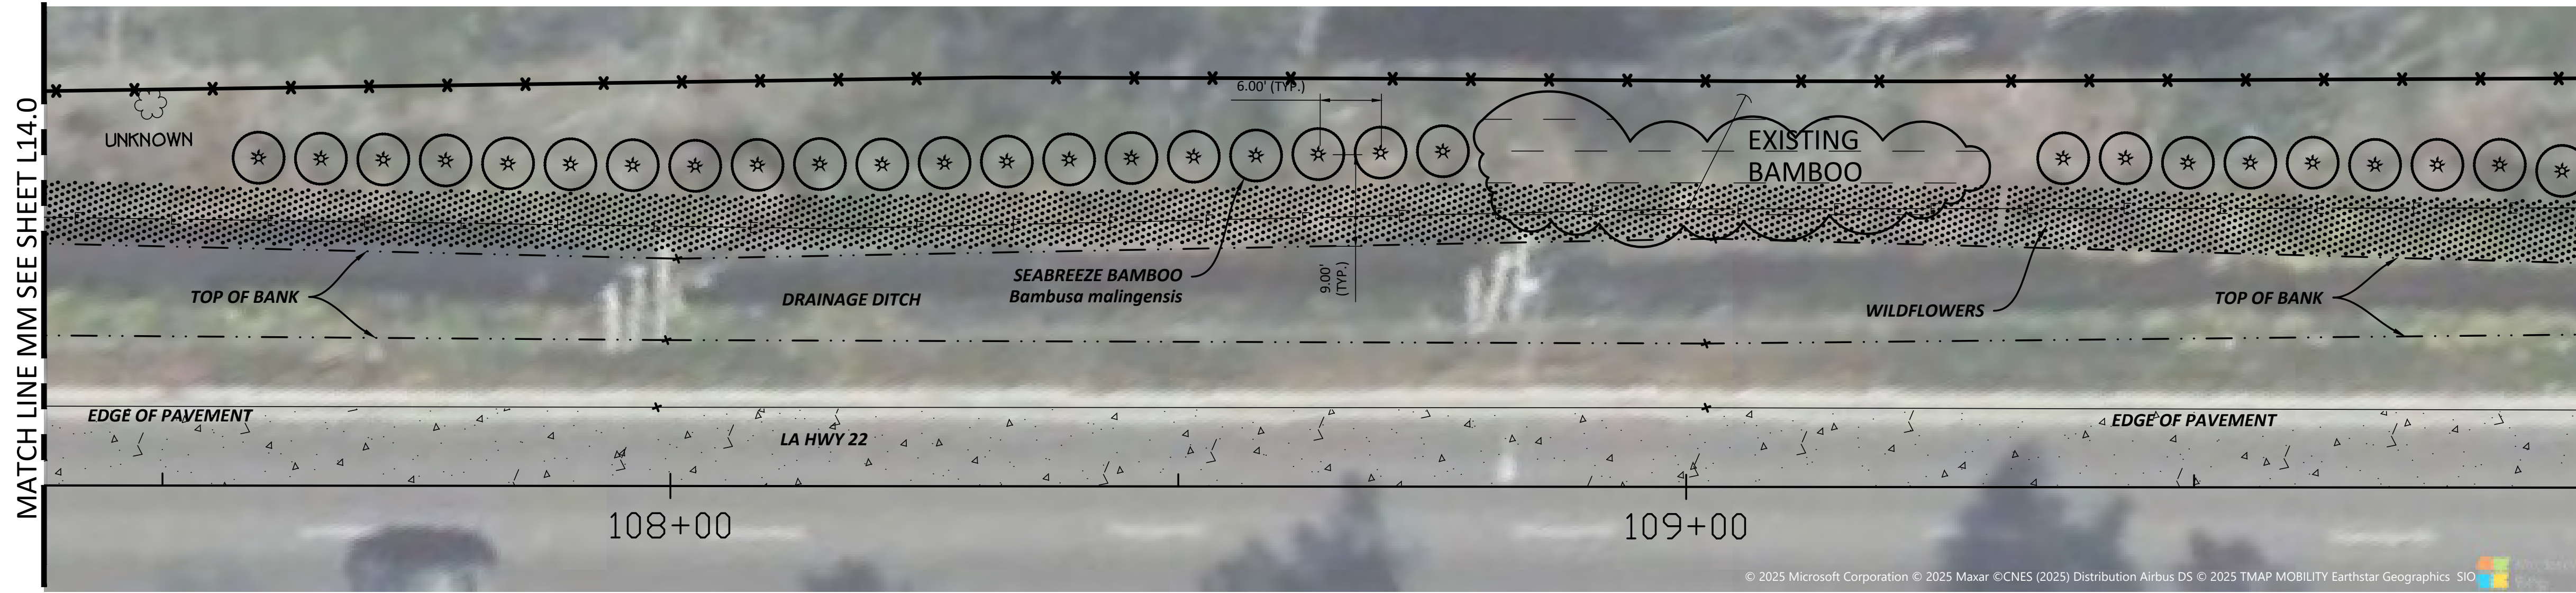 MATCH LINE MM SEE SHEET L14.0
6.00' (TYP.)
UNKNOWN
EXISTING
BAMBOO
SEABREEZE BAMBOO
Bambusa malingensis
9.00'
(TYP.)
TOP OF BANK
DRAINAGE DITCH
WILDFLOWERS
TOP OF BANK
EDGE OF PAVEMENT
LA HWY 22
EDGE OF PAVEMENT
108+00
109+00
© 2025 Microsoft Corporation © 2025 Maxar ©CNES (2025) Distribution Airbus DS © 2025 TMAP MOBILITY Earthstar Geographics SIO